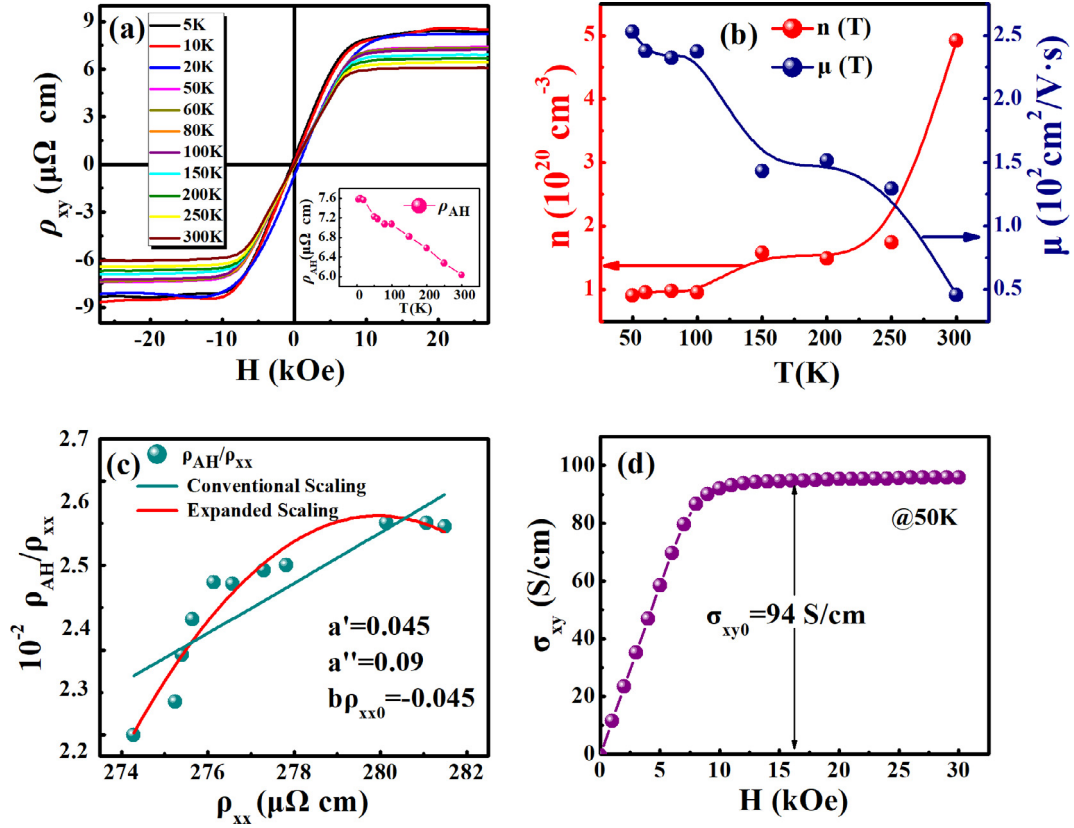 (a)
5K
10K
20K
50K
60K
80K
100K
150K
200K
250K
300K
9
6
3
0
-3
-6
-9
ρxy (μΩ cm)
-20 -10 0 10 20
H (kOe)
7.6
7.2
6.8
6.4
6.0
ρAH
ρAH(μΩ cm)
0 100 200 300
T(K)
(b)
n (T)
μ (T)
5
4
3
2
1
n (10²⁰ cm⁻³)
2.5
2.0
1.5
1.0
0.5
μ (10² cm²/V·s)
50 100 150 200 250 300
T(K)
(c)
ρAH/ρxx
Conventional Scaling
Expanded Scaling
2.7
2.6
2.5
2.4
2.3
2.2
10⁻² ρAH/ρxx
a'=0.045
a''=0.09
bρxx0=-0.045
274 276 278 280 282
ρxx (μΩ cm)
(d)
100
80
60
40
20
0
σxy (S/cm)
@50K
σxy0=94 S/cm
0 5 10 15 20 25 30
H (kOe)